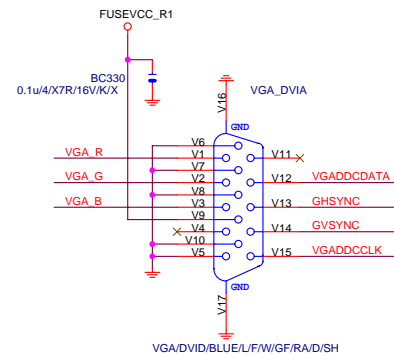 FUSEVCC_R1
BC330
0.1u/4/X7R/16V/K/X
V16
VGA_DVIA
GND
V6
VGA_R
V1
V11
V7
VGA_G
V2
V12
VGADDCDATA
V8
VGA_B
V3
V13
GHSYNC
V9
V4
V14
GVSYNC
V10
V5
V15
VGADDCCLK
GND
V17
VGA/DVID/BLUE/L/F/W/GF/RA/D/SH